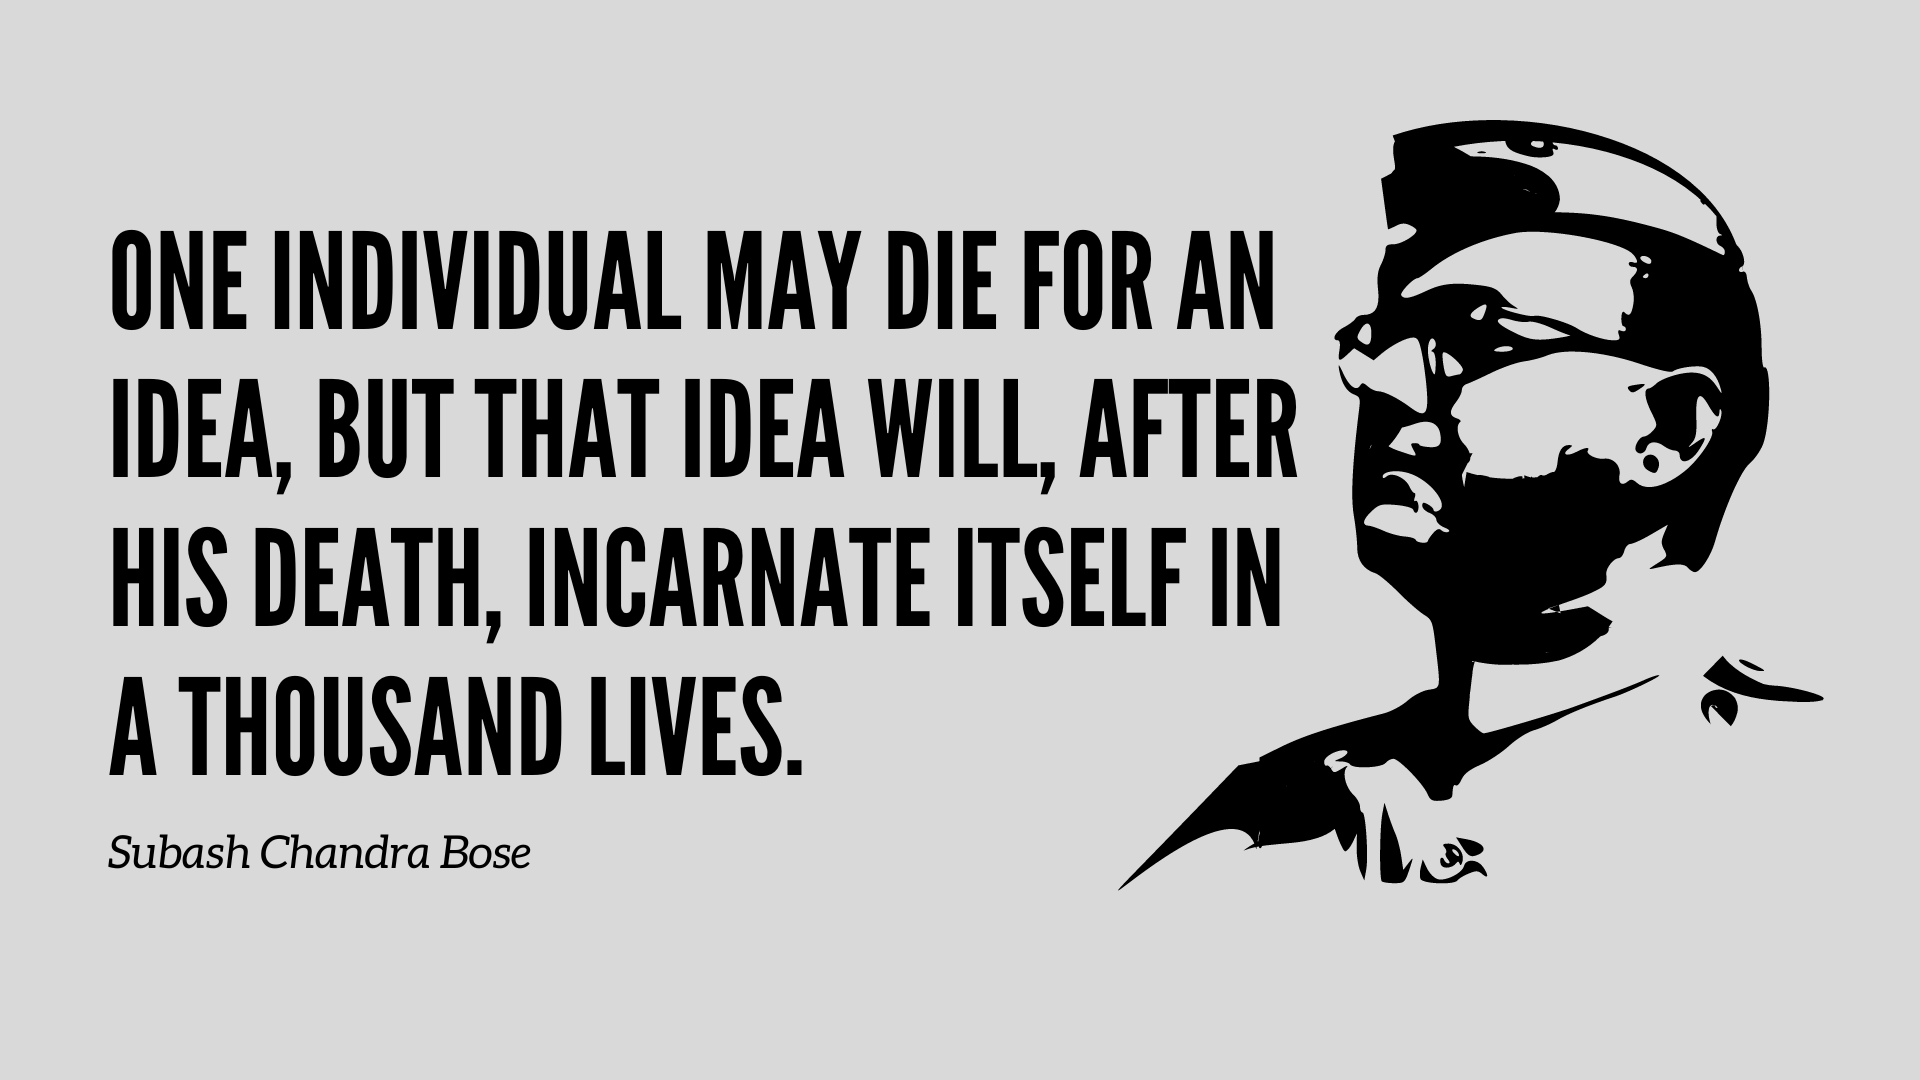 ONE INDIVIDUAL MAY DIE FOR AN
IDEA, BUT THAT IDEA WILL, AFTER
HIS DEATH, INCARNATE ITSELF IN
A THOUSAND LIVES.
Subash Chandra Bose